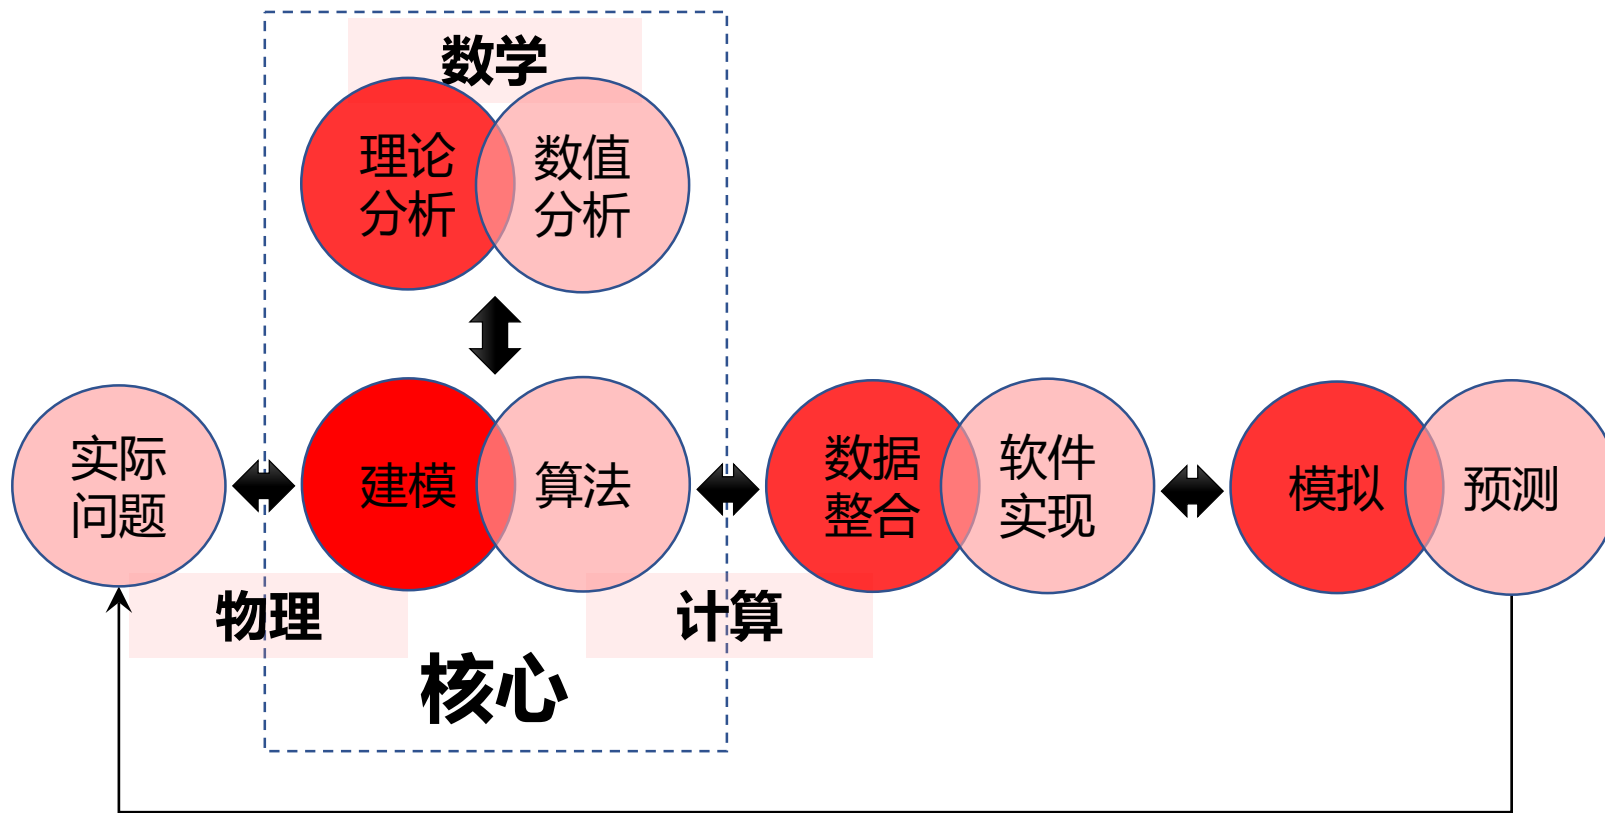 数学
理论
分析
数值
分析
实际
问题
建模
算法
数据
整合
软件
实现
模拟
预测
物理
计算
核心